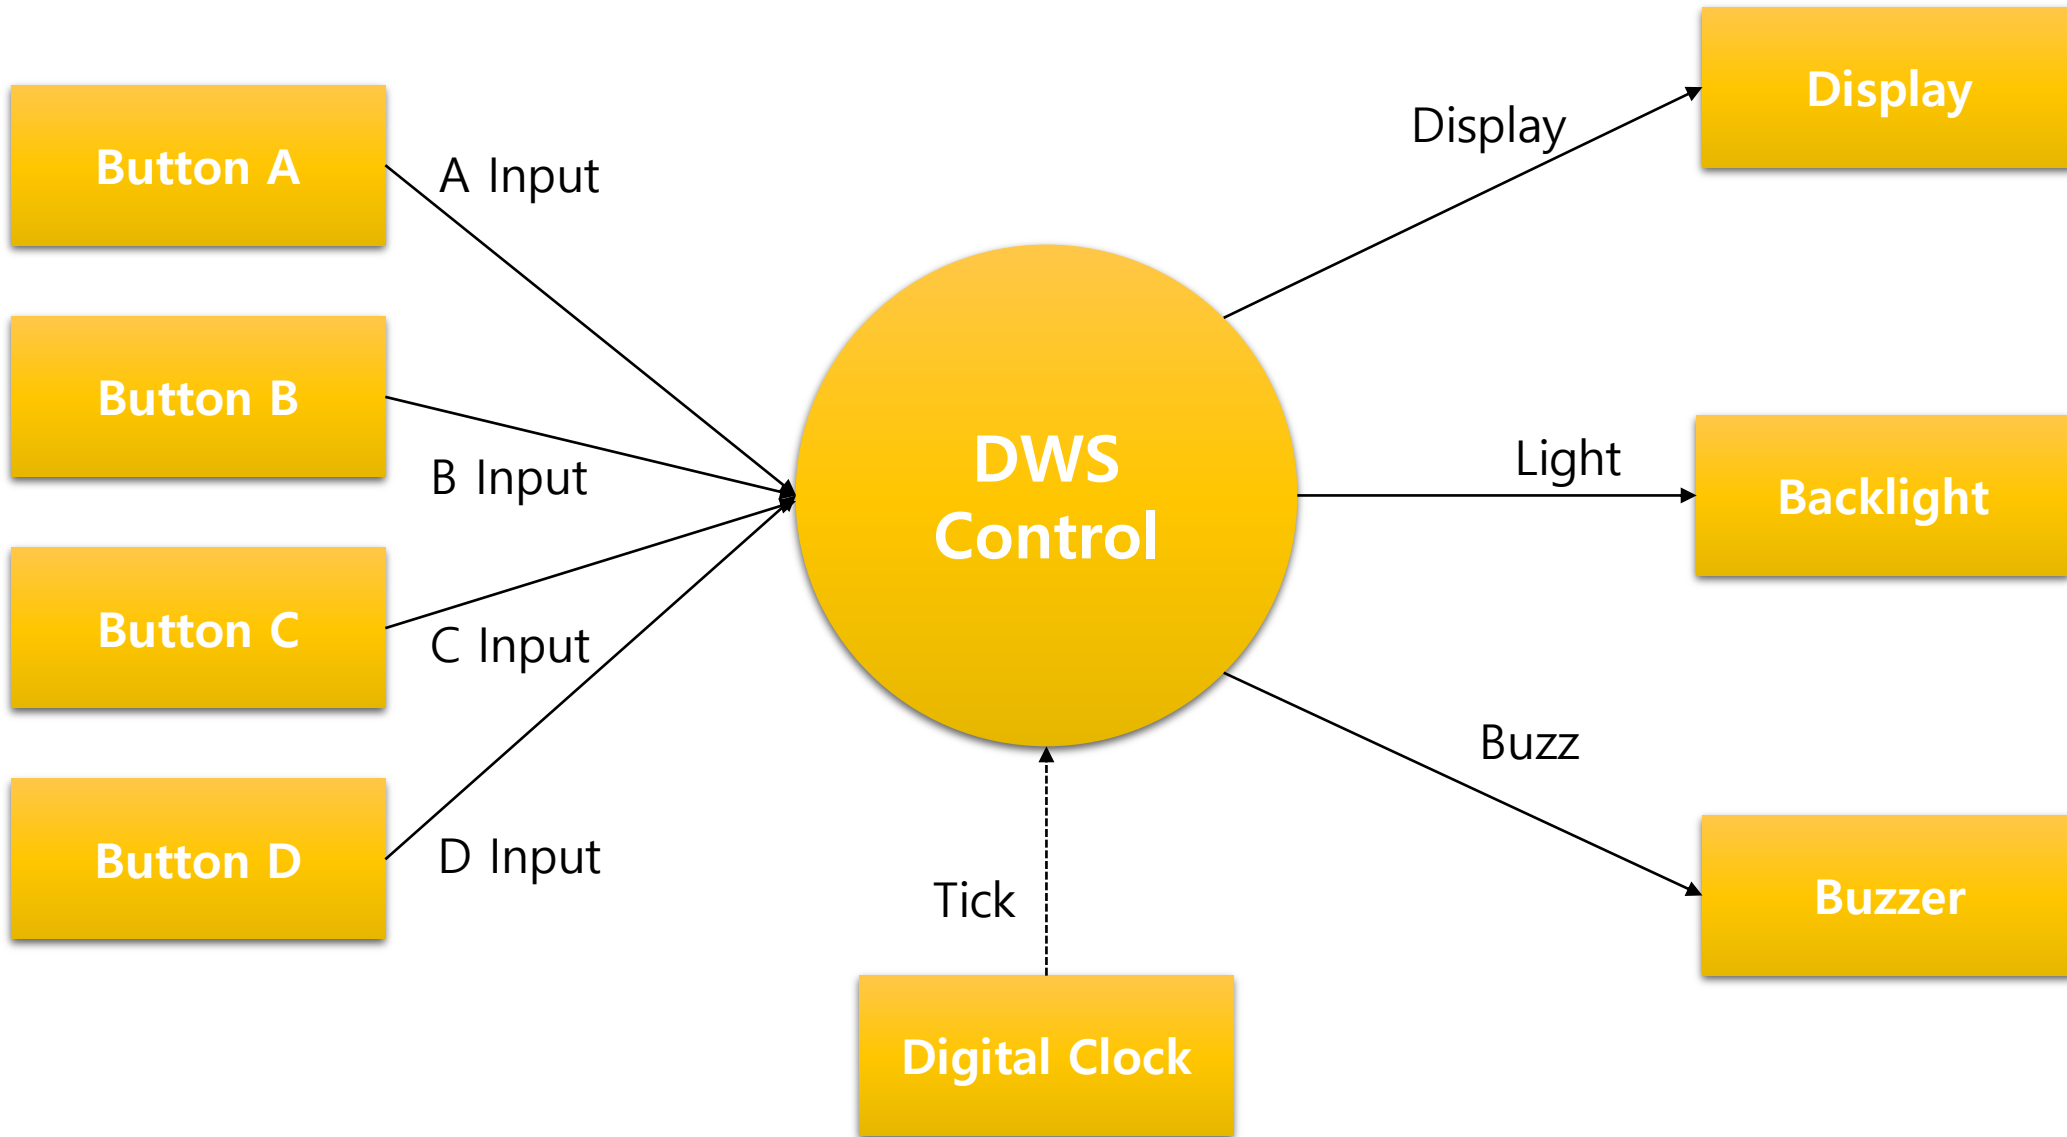 Button A
A Input
Button B
B Input
Button C
C Input
Button D
D Input
DWS
Control
Tick
Digital Clock
Display
Display
Light
Backlight
Buzz
Buzzer